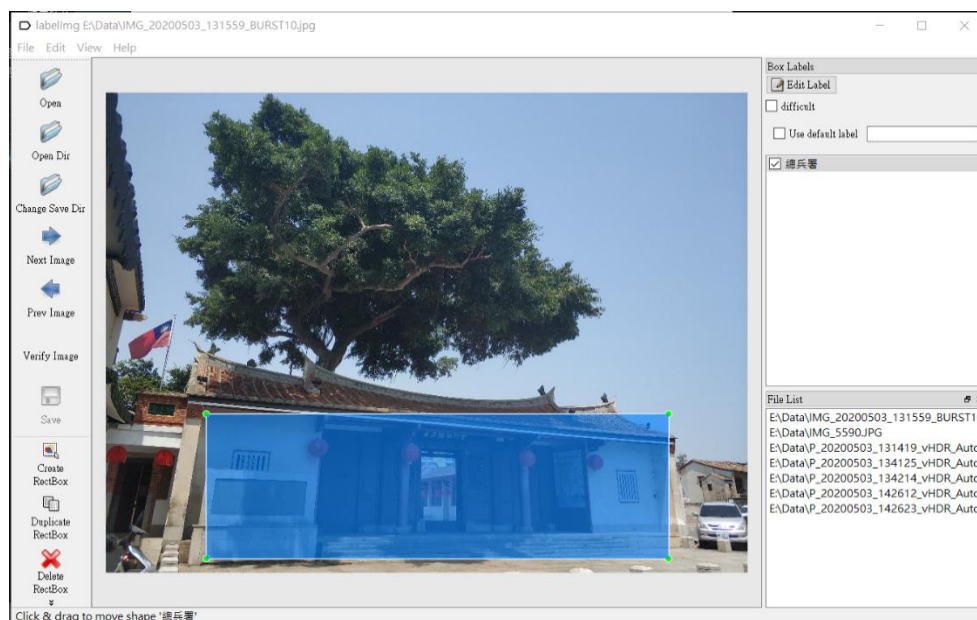 labelImg E:\Data\IMG_20200503_131559_BURST10.jpg
File Edit View Help
Open
Open Dir
Change Save Dir
Next Image
Prev Image
Verify Image
Save
Create
RectBox
Duplicate
RectBox
Delete
RectBox
Box Labels
Edit Label
difficult
Use default label
總兵署
File List
E:\Data\IMG_20200503_131559_BURST1
E:\Data\IMG_5590.JPG
E:\Data\P_20200503_131419_vHDR_Auto
E:\Data\P_20200503_134125_vHDR_Auto
E:\Data\P_20200503_134214_vHDR_Auto
E:\Data\P_20200503_142612_vHDR_Auto
E:\Data\P_20200503_142623_vHDR_Auto
Click & drag to move shape '總兵署'